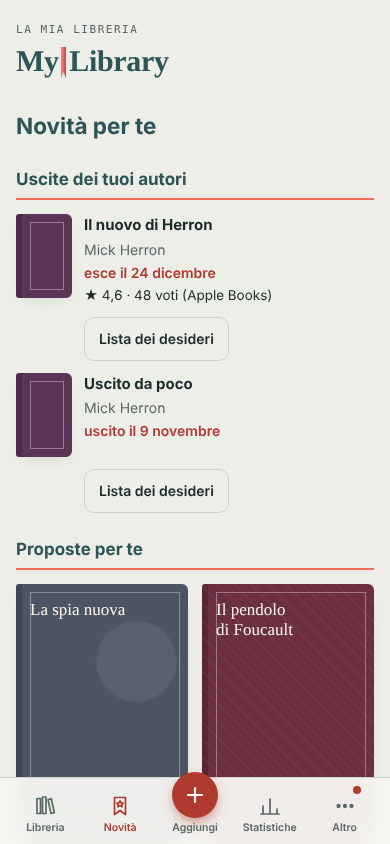 LA MIA LIBRERIA
My Library
Novità per te
Uscite dei tuoi autori
Il nuovo di Herron
Mick Herron
esce il 24 dicembre
★ 4,6 · 48 voti (Apple Books)
Lista dei desideri
Uscito da poco
Mick Herron
uscito il 9 novembre
Lista dei desideri
Proposte per te
La spia nuova
Il pendolo
di Foucault
Libreria
Novità
Aggiungi
Statistiche
Altro